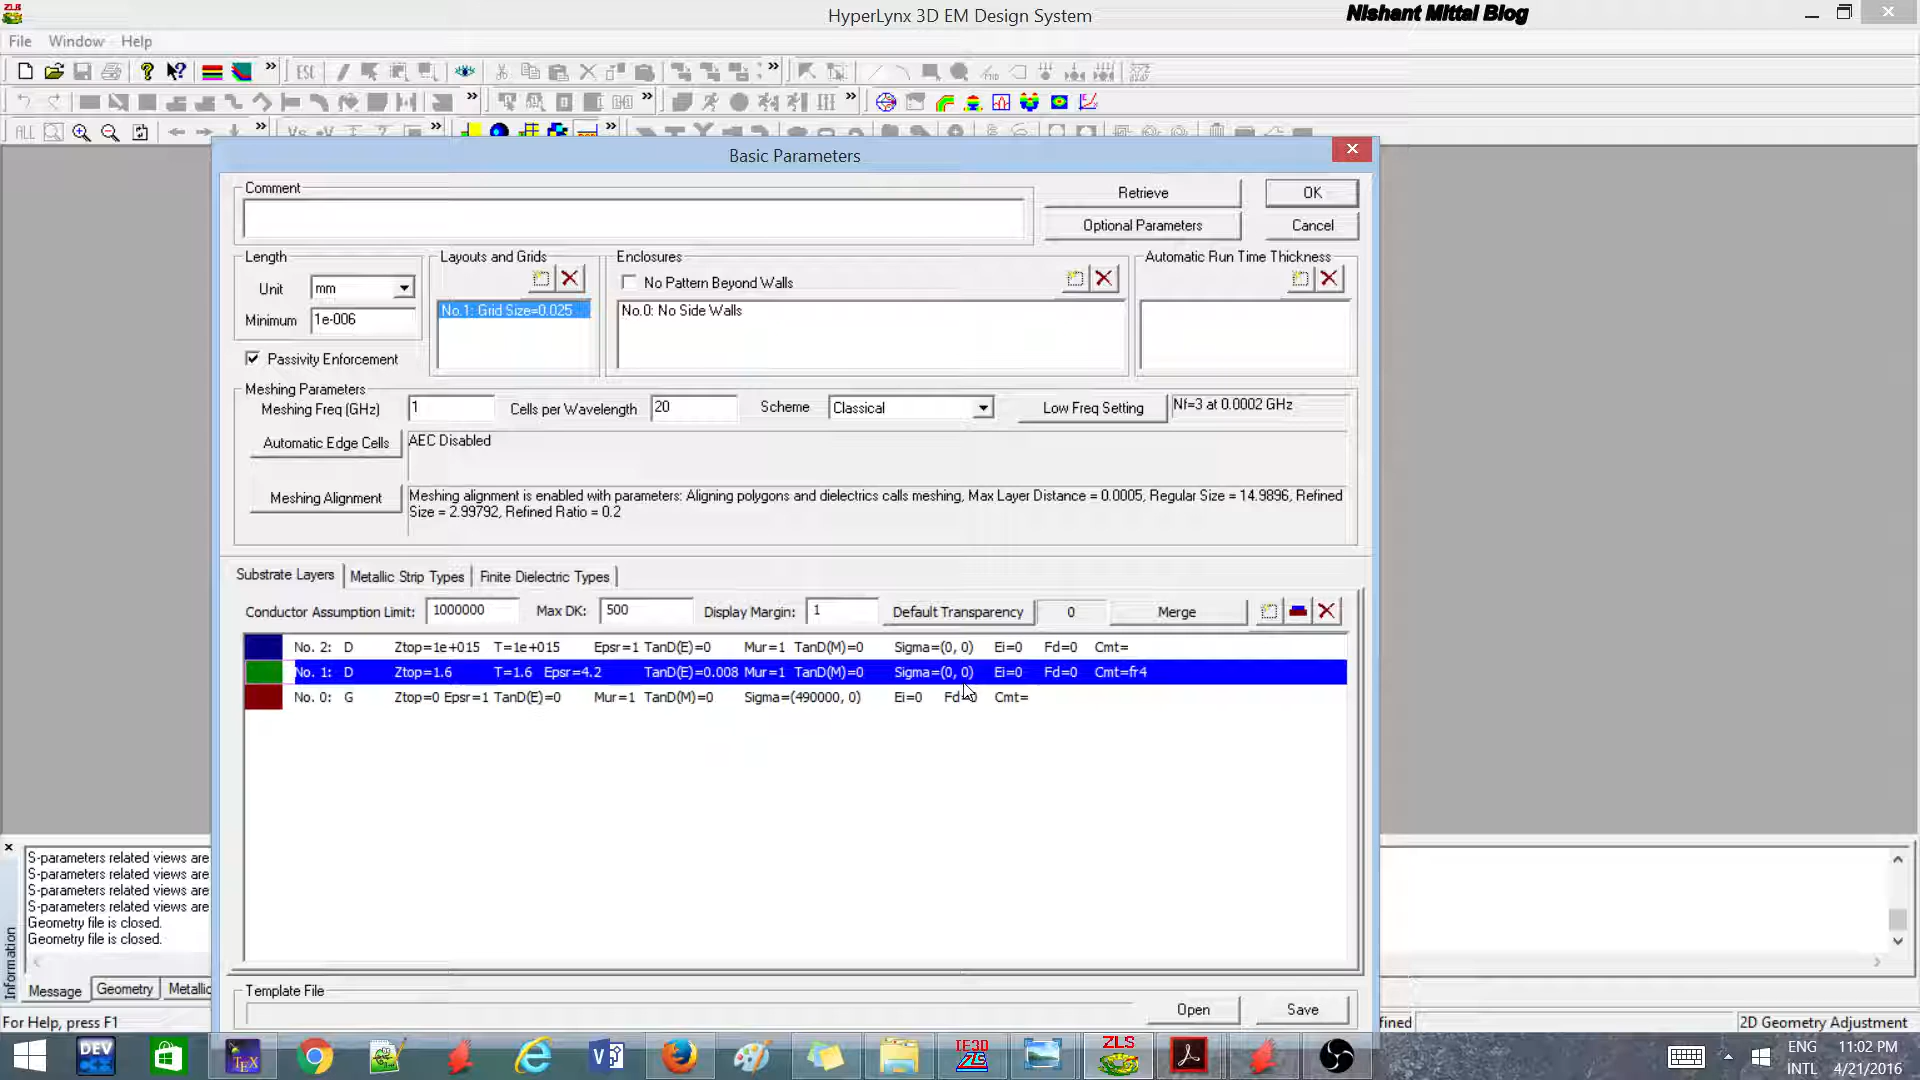 ZLS
HyperLynx 3D EM Design System
Nishant Mittal Blog
File Window Help
ESC
ALL
Basic Parameters
Comment
Retrieve
OK
Optional Parameters
Cancel
Length
Layouts and Grids
Enclosures
Automatic Run Time Thickness
Unit
mm
No Pattern Beyond Walls
Minimum
1e-006
No.1: Grid Size=0.025
No.0: No Side Walls
Passivity Enforcement
Meshing Parameters
Meshing Freq (GHz)
1
Cells per Wavelength
20
Scheme
Classical
Low Freq Setting
Nf=3 at 0.0002 GHz
Automatic Edge Cells
AEC Disabled
Meshing Alignment
Meshing alignment is enabled with parameters: Aligning polygons and dielectrics calls meshing, Max Layer Distance = 0.0005, Regular Size = 14.9896, Refined
Size = 2.99792, Refined Ratio = 0.2
Substrate Layers
Metallic Strip Types
Finite Dielectric Types
Conductor Assumption Limit:
1000000
Max DK:
500
Display Margin:
1
Default Transparency
0
Merge
No. 2: D Ztop=1e+015 T=1e+015 Epsr=1 TanD(E)=0 Mur=1 TanD(M)=0 Sigma=(0, 0) Ei=0 Fd=0 Cmt=
No. 1: D Ztop=1.6 T=1.6 Epsr=4.2 TanD(E)=0.008 Mur=1 TanD(M)=0 Sigma=(0, 0) Ei=0 Fd=0 Cmt=fr4
No. 0: G Ztop=0 Epsr=1 TanD(E)=0 Mur=1 TanD(M)=0 Sigma=(490000, 0) Ei=0 Fd=0 Cmt=
S-parameters related views are
S-parameters related views are
S-parameters related views are
S-parameters related views are
Geometry file is closed.
Geometry file is closed.
Information
Message
Geometry
Metallic
Template File
Open
Save
For Help, press F1
fined
2D Geometry Adjustment
DEV
TEX
IE3D
ZLS
ENG
INTL
11:02 PM
4/21/2016